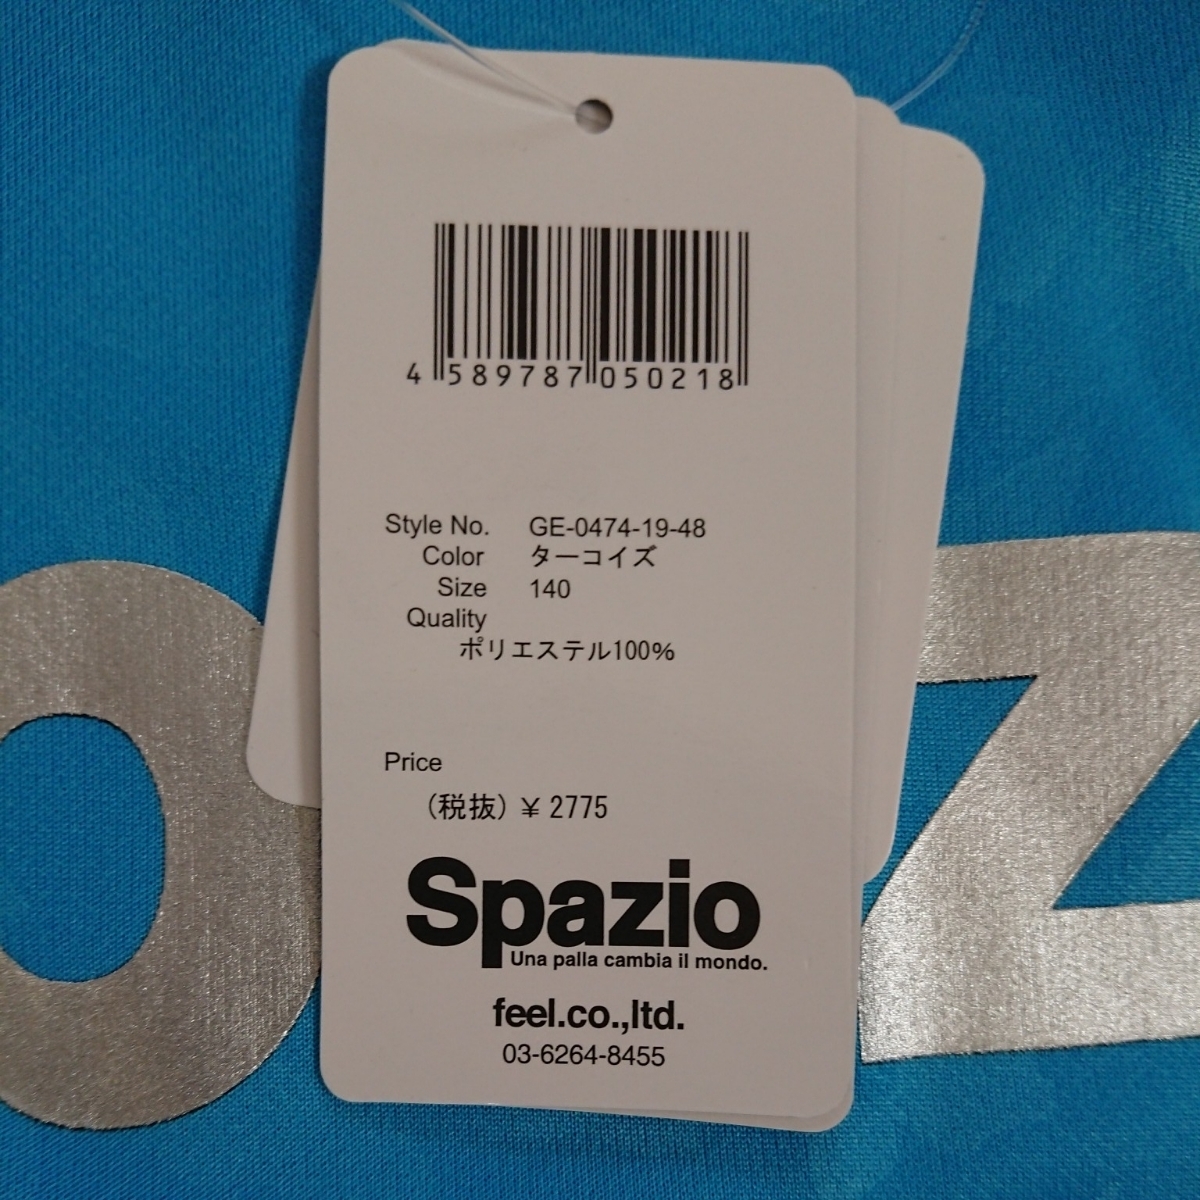 4 589787 050218
Style No. GE-0474-19-48
Color ターコイズ
Size 140
Quality
ポリエステル100%
Price
(税抜) ¥ 2775
Spazio
Una palla cambia il mondo.
feel.co.,ltd.
03-6264-8455
OZ